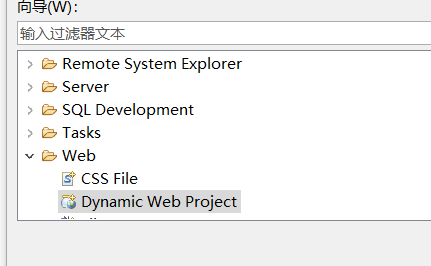 向导(W):
输入过滤器文本
Remote System Explorer
Server
SQL Development
Tasks
Web
CSS File
Dynamic Web Project